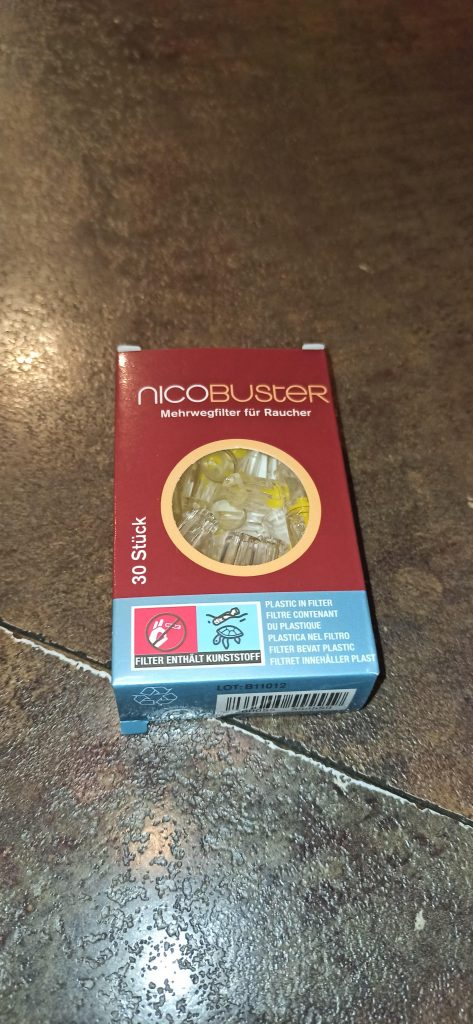 nicoBUSteR
Mehrwegfilter für Raucher
30 Stück
PLASTIC IN FILTER
FILTRE CONTENANT
DU PLASTIQUE
PLASTICA NEL FILTRO
FILTER BEVAT PLASTIC
FILTRET INNEHÅLLER PLAST
FILTER ENTHÄLT KUNSTSTOFF
LOT: B11012